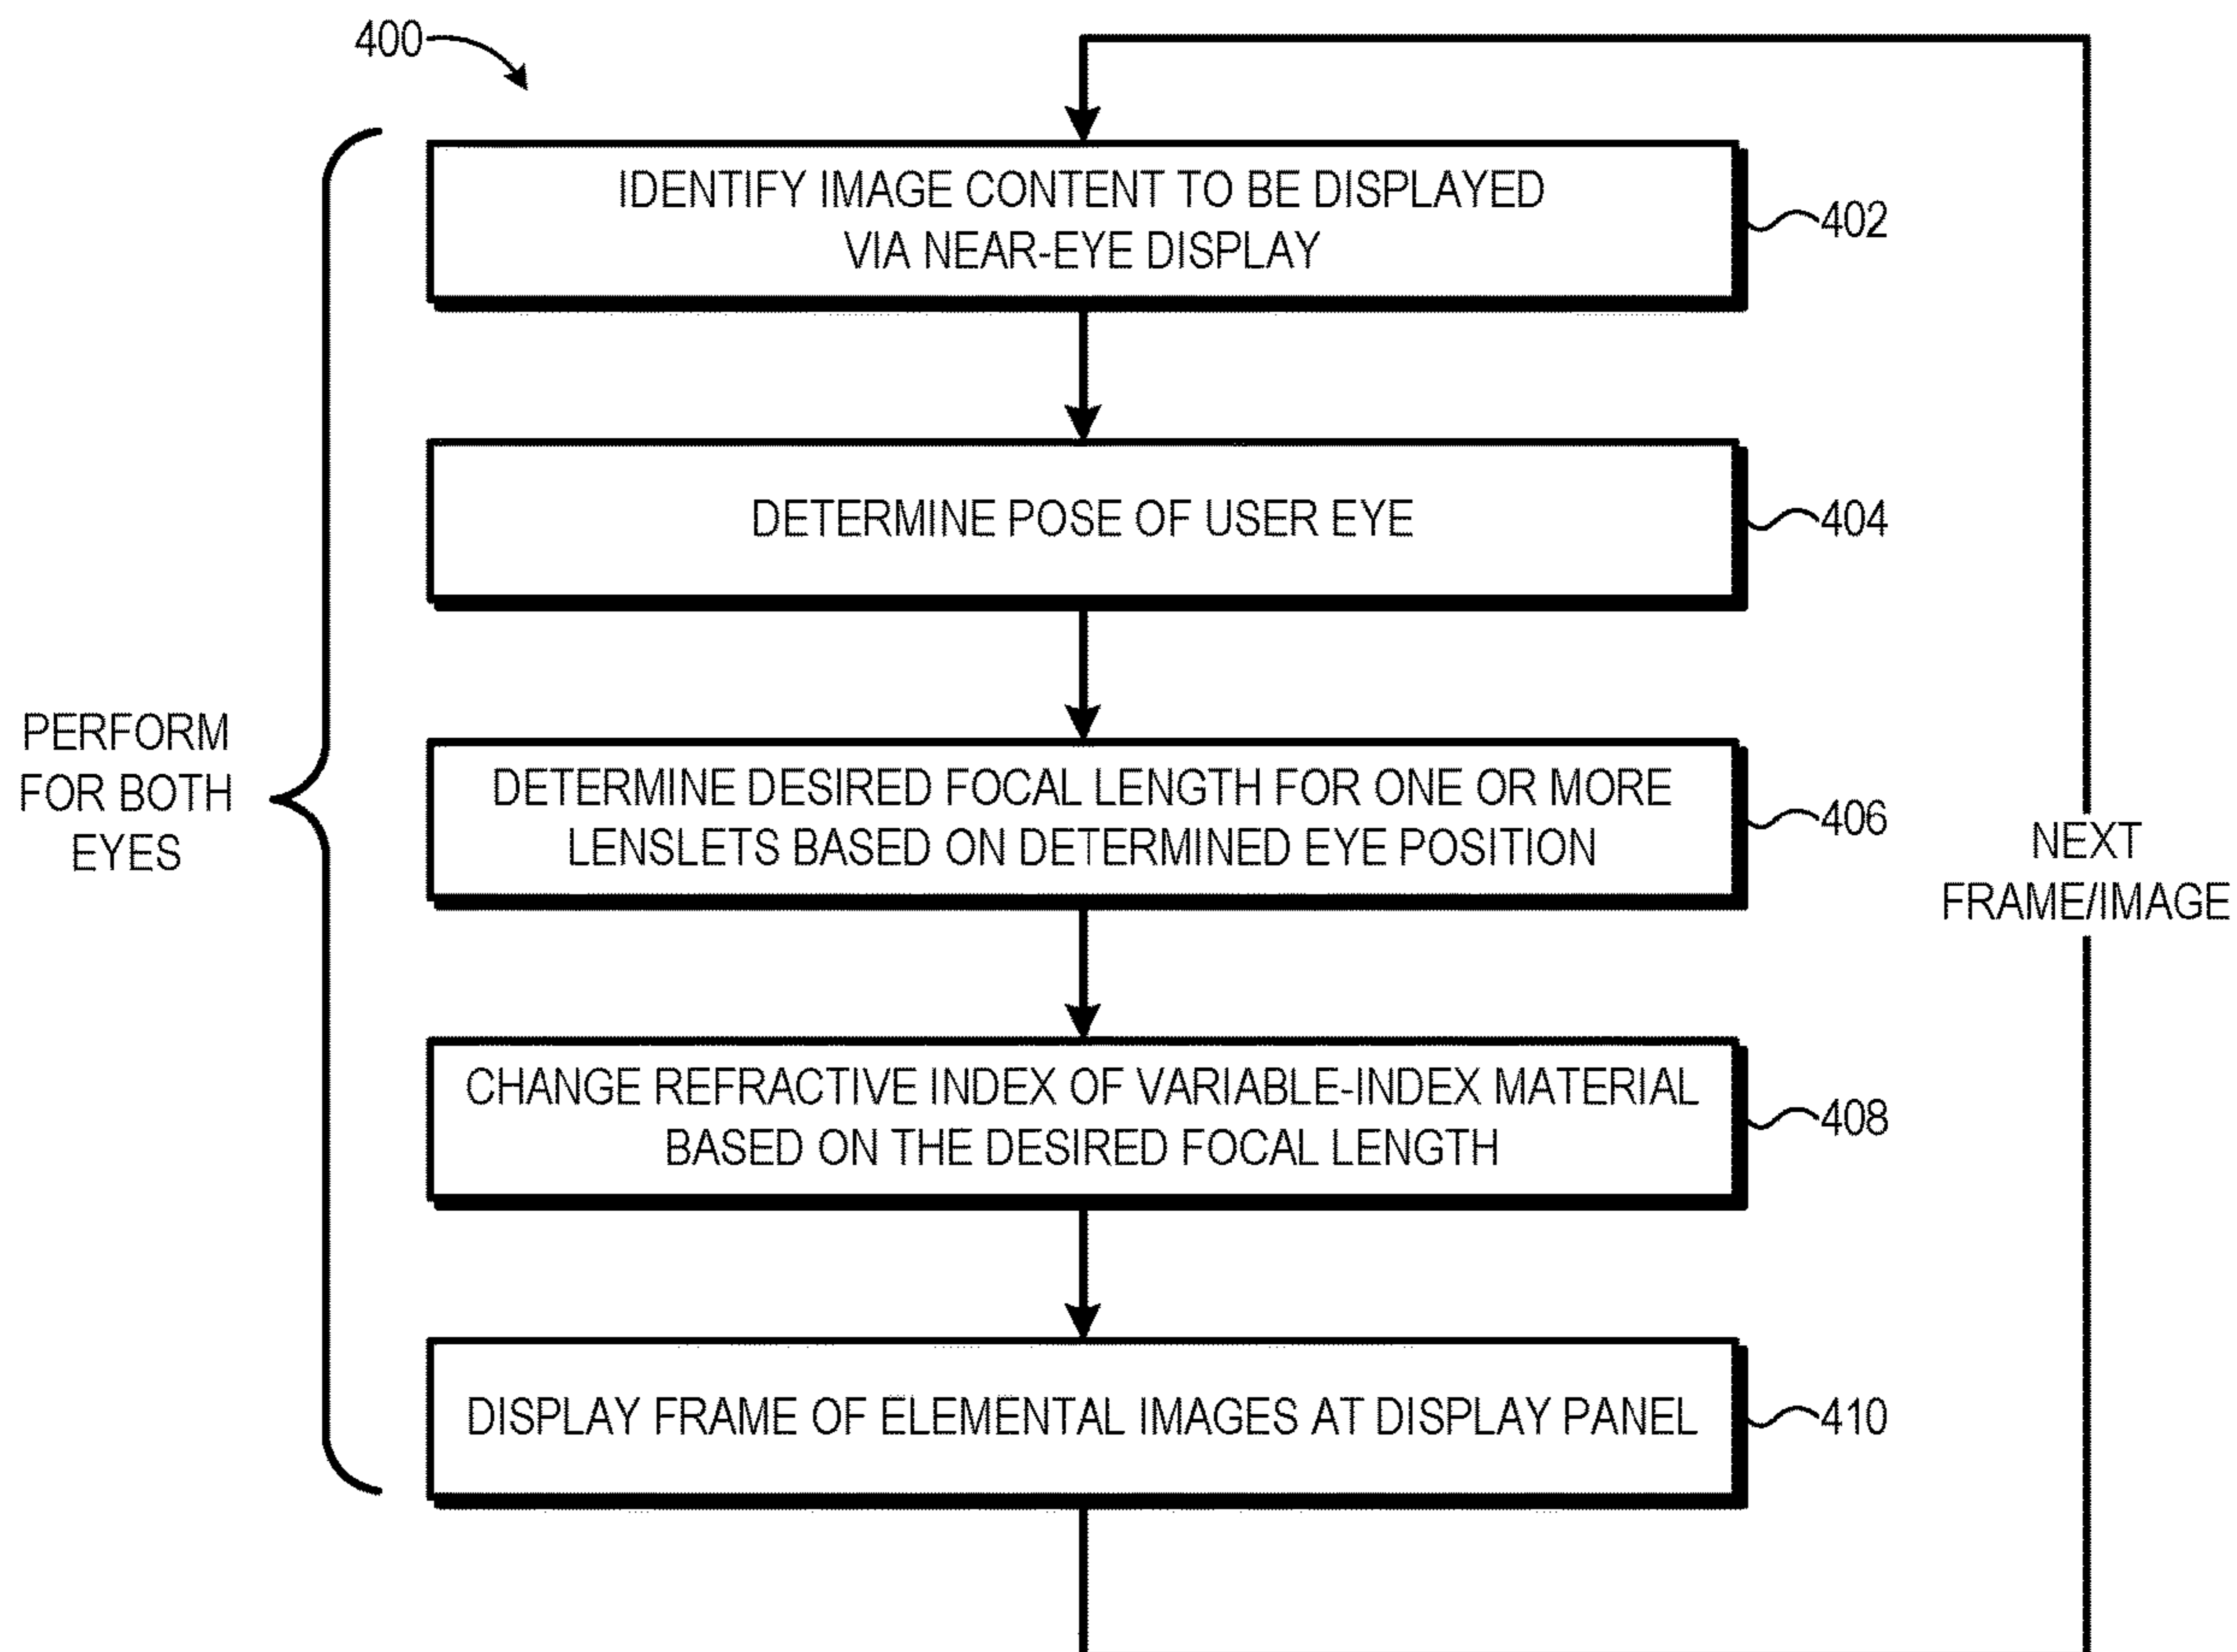 400
IDENTIFY IMAGE CONTENT TO BE DISPLAYED
VIA NEAR-EYE DISPLAY
402
DETERMINE POSE OF USER EYE
404
PERFORM
FOR BOTH
EYES
DETERMINE DESIRED FOCAL LENGTH FOR ONE OR MORE
LENSLETS BASED ON DETERMINED EYE POSITION
406
NEXT
FRAME/IMAGE
CHANGE REFRACTIVE INDEX OF VARIABLE-INDEX MATERIAL
BASED ON THE DESIRED FOCAL LENGTH
408
DISPLAY FRAME OF ELEMENTAL IMAGES AT DISPLAY PANEL
410